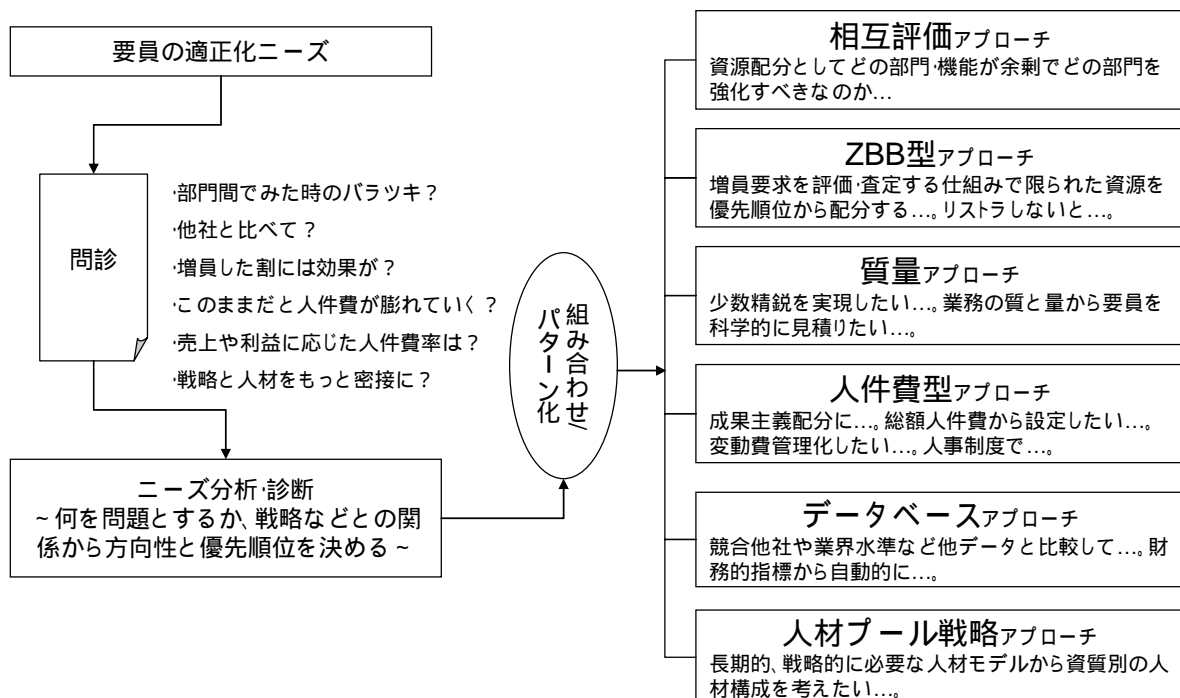 要員の適正化ニーズ
問診
・部門間でみた時のバラツキ?
・他社と比べて?
・増員した割には効果が?
・このままだと人件費が膨れていく?
・売上や利益に応じた人件費率は?
・戦略と人材をもっと密接に?
ニーズ分析・診断
~何を問題とするか、戦略などとの関
係から方向性と優先順位を決める~
組み合わせ/
パターン化
相互評価アプローチ
資源配分としてどの部門・機能が余剰でどの部門を
強化すべきなのか…
ZBB型アプローチ
増員要求を評価・査定する仕組みで限られた資源を
優先順位から配分する…。リストラしないと…。
質量アプローチ
少数精鋭を実現したい…。業務の質と量から要員を
科学的に見積りたい…。
人件費型アプローチ
成果主義配分に…。総額人件費から設定したい…。
変動費管理化したい…。人事制度で…。
データベースアプローチ
競合他社や業界水準など他データと比較して…。財
務的指標から自動的に…。
人材プール戦略アプローチ
長期的、戦略的に必要な人材モデルから資質別の人
材構成を考えたい…。